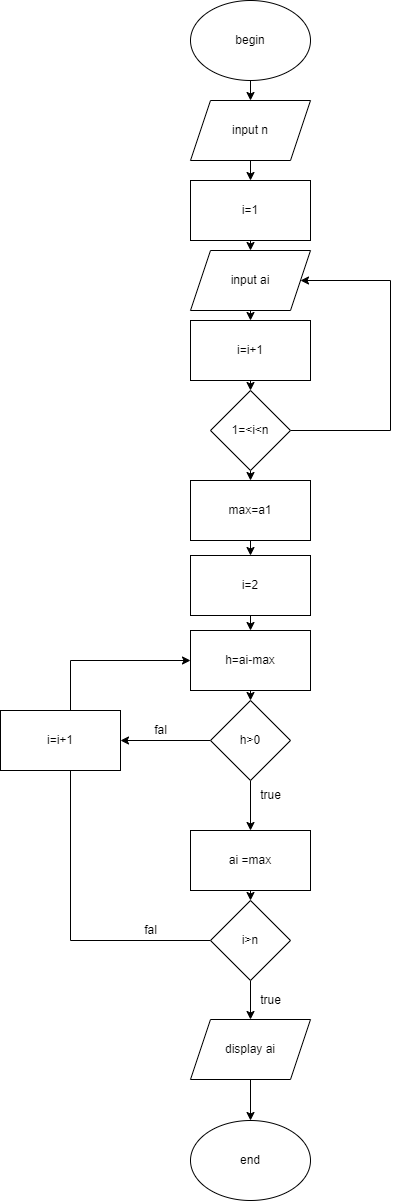 begin
input n
i=1
input ai
i=i+1
1=<i<n
max=a1
i=2
h=ai-max
fal
i=i+1
h>0
true
ai =max
fal
i>n
true
display ai
end